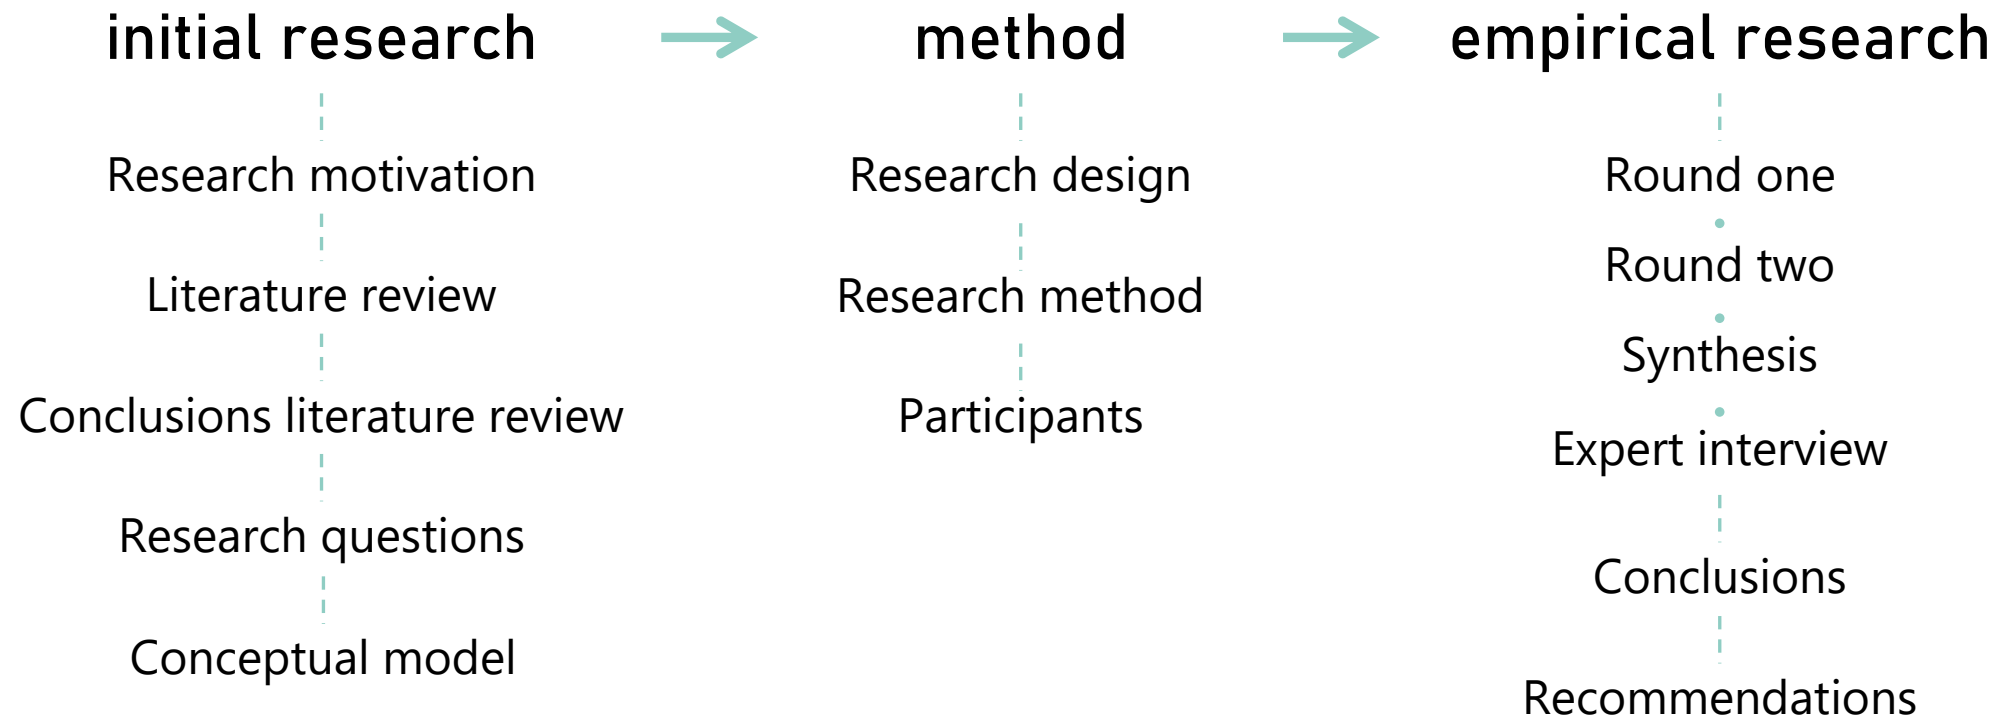 initial research
Research motivation
Literature review
Conclusions literature review
Research questions
Conceptual model
method
Research design
Research method
Participants
empirical research
Round one
Round two
Synthesis
Expert interview
Conclusions
Recommendations